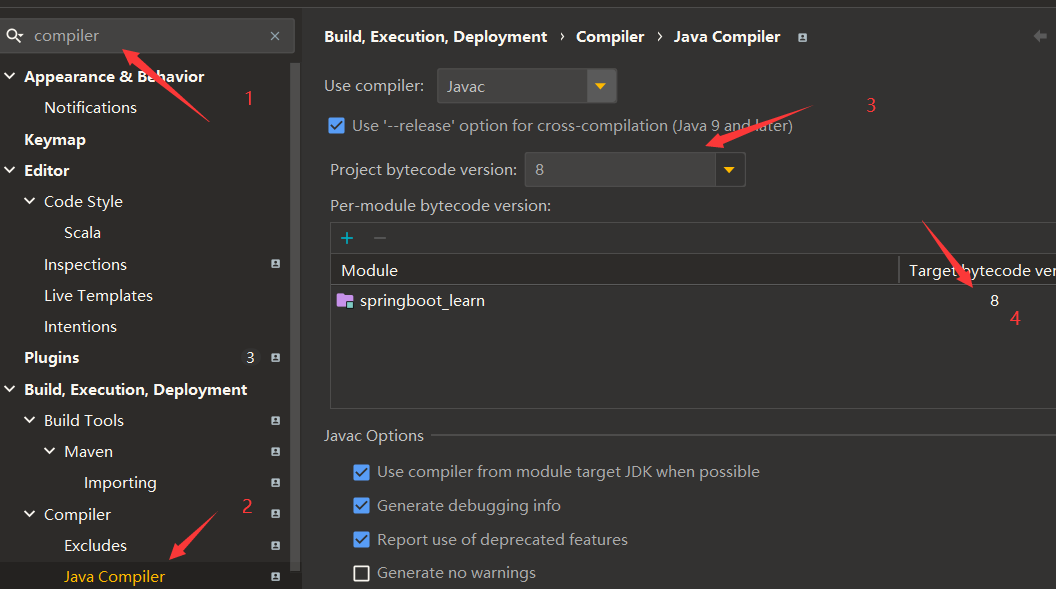 compiler
Appearance & Behavior
Notifications
Keymap
Editor
Code Style
Scala
Inspections
Live Templates
Intentions
Plugins 3
Build, Execution, Deployment
Build Tools
Maven
Importing
Compiler
Excludes
Java Compiler
1
2
Build, Execution, Deployment › Compiler › Java Compiler
Use compiler: Javac
3
Use '--release' option for cross-compilation (Java 9 and later)
Project bytecode version: 8
Per-module bytecode version:
Module Target bytecode ver
springboot_learn 8
4
Javac Options
Use compiler from module target JDK when possible
Generate debugging info
Report use of deprecated features
Generate no warnings